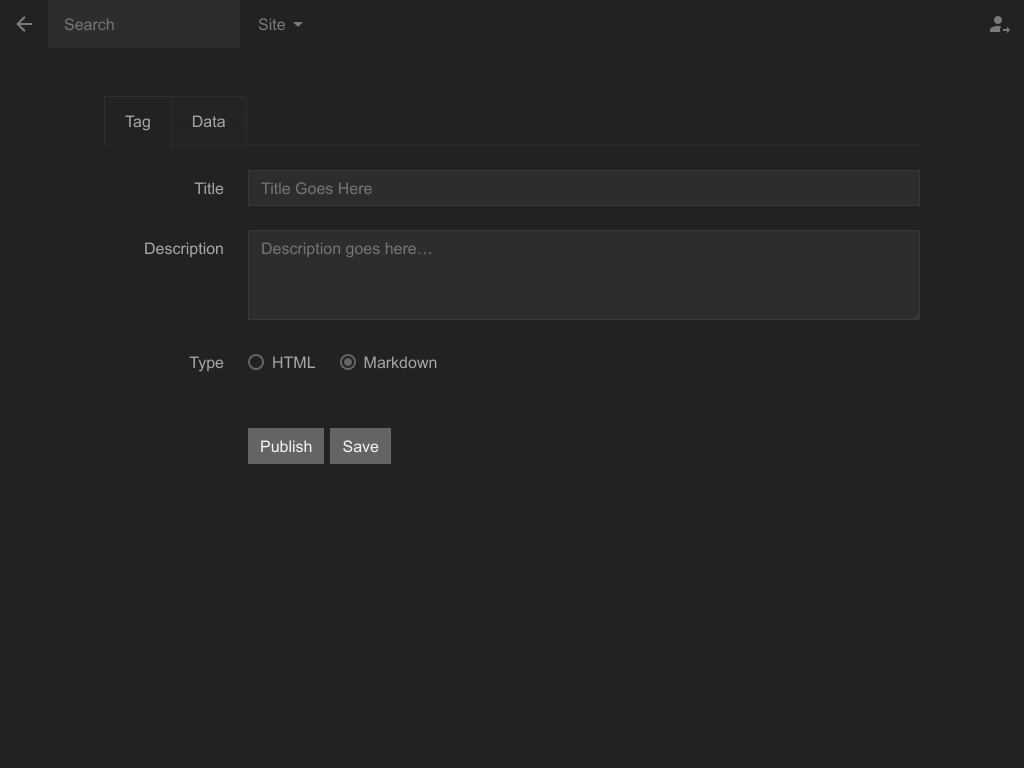 Search
Site
Tag
Data
Title
Title Goes Here
Description
Description goes here…
Type
HTML
Markdown
Publish
Save